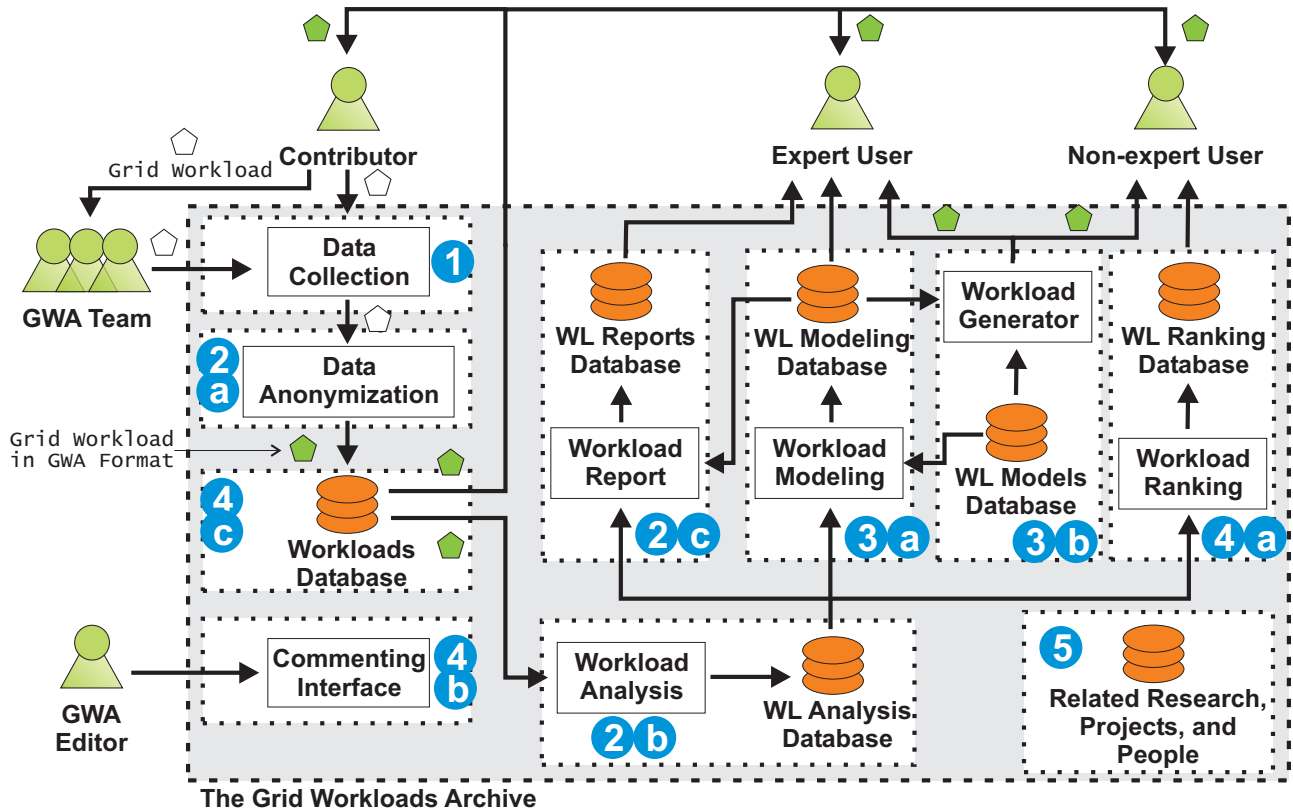 Contributor
Expert User
Non-expert User
Grid Workload
GWA Team
Data
Collection
1
2
a
Data
Anonymization
Grid Workload
in GWA Format
4
c
Workloads
Database
GWA
Editor
Commenting
Interface
4
b
WL Reports
Database
Workload
Report
2 c
WL Modeling
Database
Workload
Modeling
3 a
Workload
Generator
WL Models
Database
3 b
WL Ranking
Database
Workload
Ranking
4 a
Workload
Analysis
2 b
WL Analysis
Database
5
Related Research,
Projects, and
People
The Grid Workloads Archive